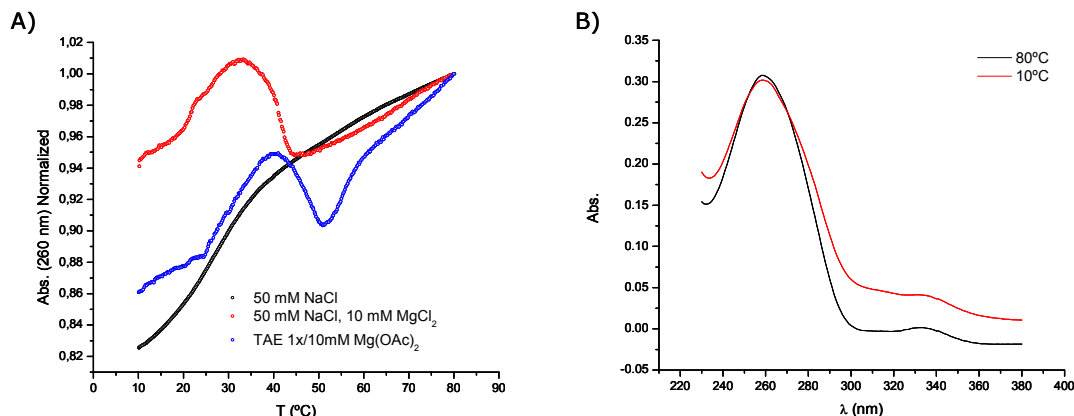 A)
1,02
1,00
0,98
0,96
0,94
0,92
0,90
0,88
0,86
0,84
0,82
Abs. (260 nm) Normalized
50 mM NaCl
50 mM NaCl, 10 mM MgCl2
TAE 1x/10mM Mg(OAc)2
0 10 20 30 40 50 60 70 80 90
T (ºC)
B)
0.35
0.30
0.25
0.20
0.15
0.10
0.05
0.00
-0.05
Abs.
80ºC
10ºC
220 240 260 280 300 320 340 360 380 400
λ (nm)